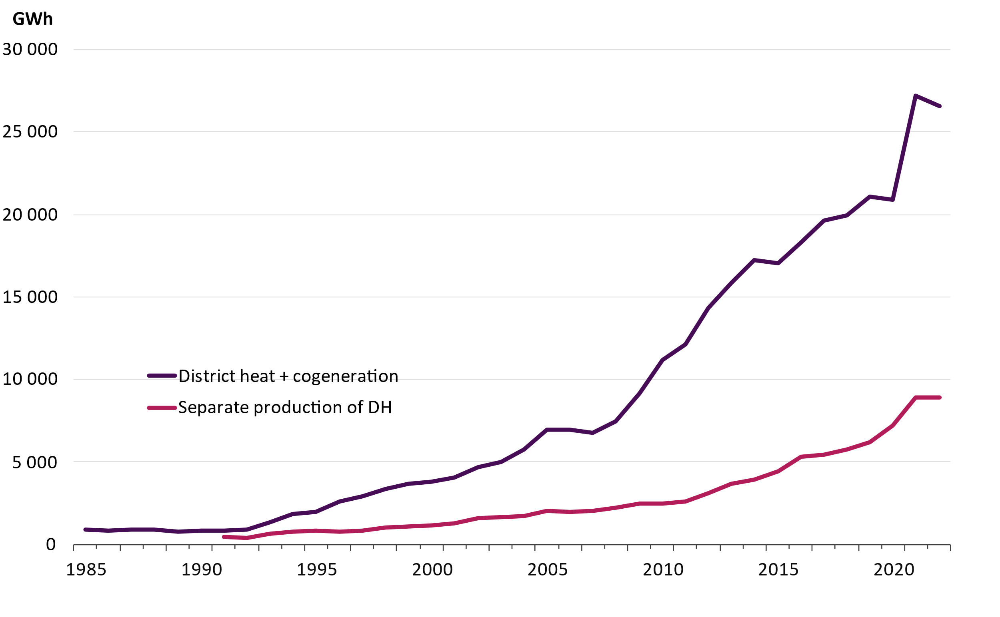 GWh
30 000
25 000
20 000
15 000
10 000
5 000
0
District heat + cogeneration
Separate production of DH
1985 1990 1995 2000 2005 2010 2015 2020